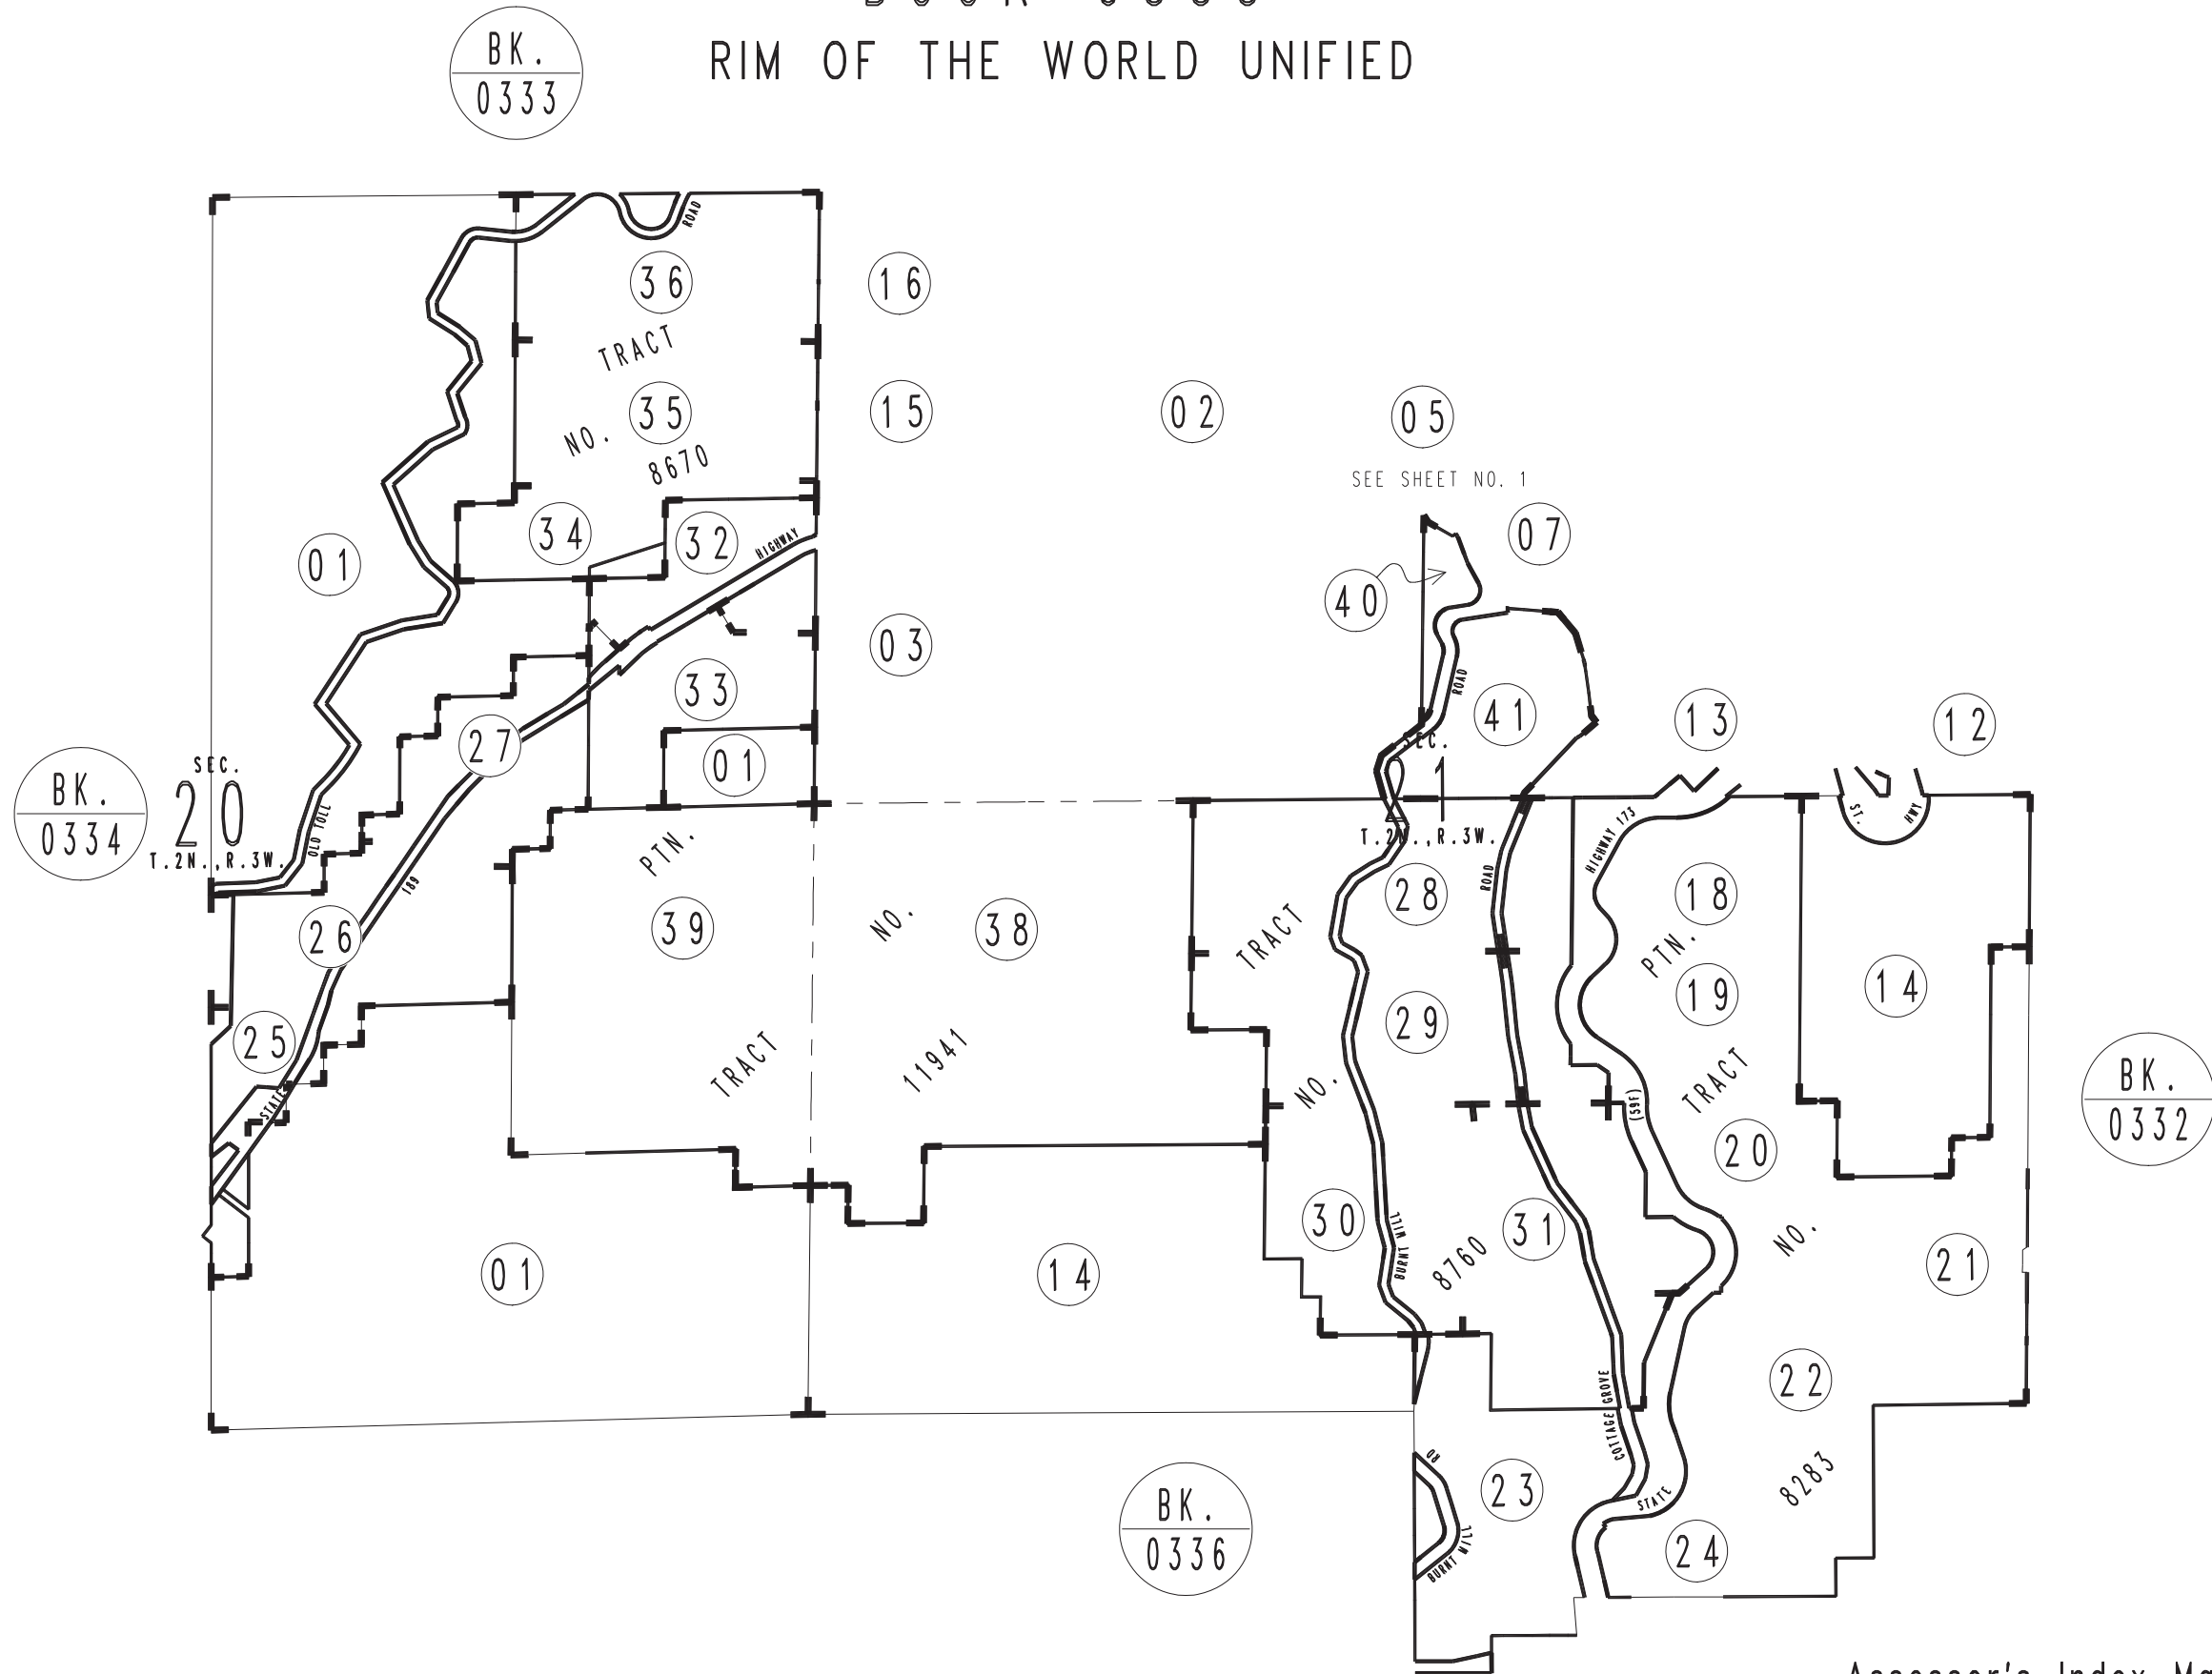 RIM OF THE WORLD UNIFIED
BK.
0333
ROAD
36
16
TRACT
35
15
02
05
NO.
8670
SEE SHEET NO. 1
34
32
HIGHWAY
07
01
40
03
33
ROAD
41
13
12
27
01
SEC.
20
T.2N.,R.3W.
BK.
0334
OLD TOLL
SEC.
21
T.2N.,R.3W.
ST.
HWY
HIGHWAY 173
PTN.
189
28
ROAD
18
26
39
NO.
38
TRACT
PTN.
19
14
25
29
TRACT
11941
NO.
TRACT
STATE
(S9F)
BK.
0332
20
30
31
NO.
01
14
BURNT MILL
8760
21
22
COTTAGE GROVE
RD
BK.
0336
23
STATE
8283
BURNT MILL
24